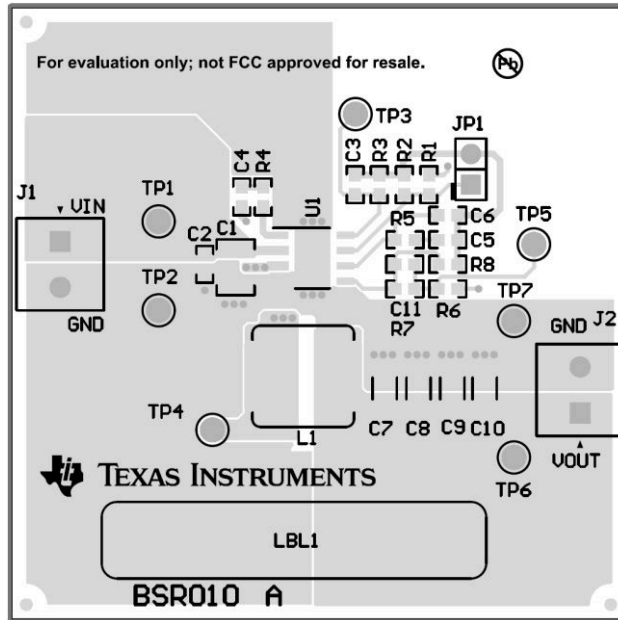 For evaluation only; not FCC approved for resale.
Pb
TP3
JP1
C4 R4
C3 R3 R2 R1
J1
VIN
TP1
U1
C2 C1
R5
C6
C5
R8
TP5
TP2
GND
C11
R7
R6
TP7
GND
J2
TP4
L1
C7 C8 C9 C10
VOUT
TP6
TEXAS INSTRUMENTS
LBL1
BSR010 A